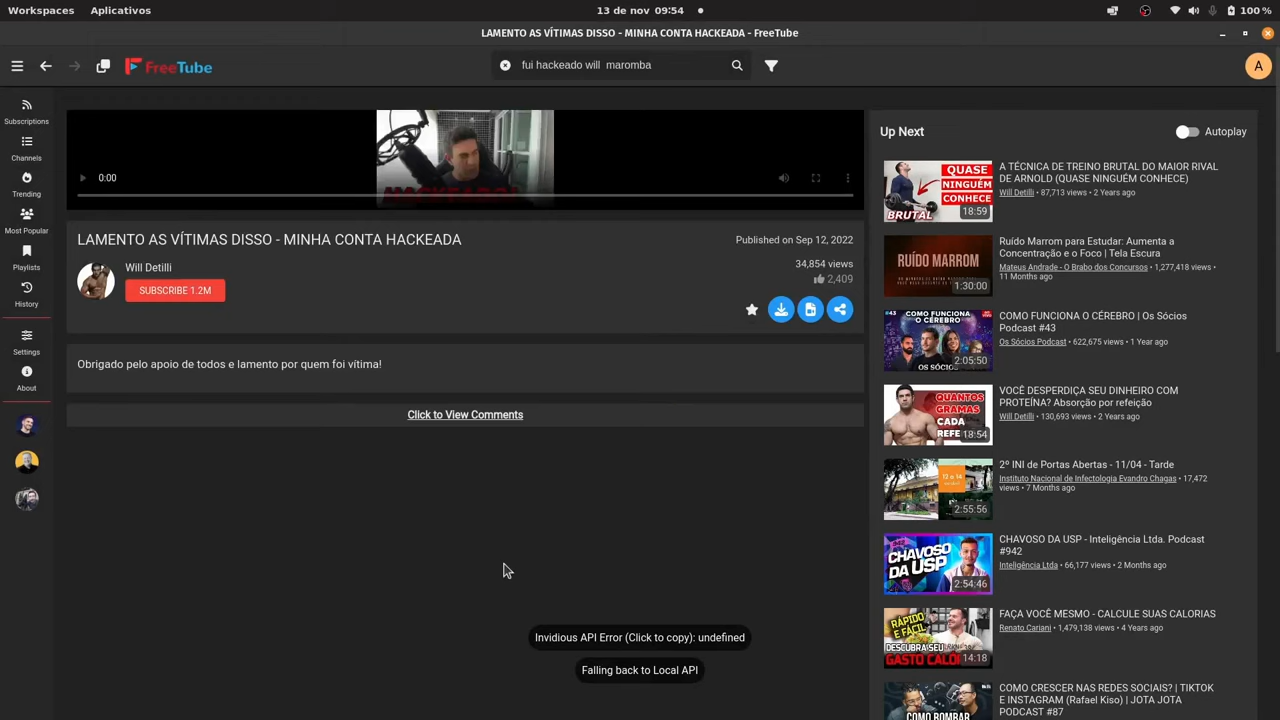 Workspaces Aplicativos 13 de nov 09:54 100 %
LAMENTO AS VÍTIMAS DISSO - MINHA CONTA HACKEADA - FreeTube
FreeTube fui hackeado will maromba A
Subscriptions
Channels
Trending
Most Popular
Playlists
History
Settings
About
HACKEADA
0:00
LAMENTO AS VÍTIMAS DISSO - MINHA CONTA HACKEADA
Published on Sep 12, 2022
Will Detilli
SUBSCRIBE 1.2M
34,854 views
2,409
Obrigado pelo apoio de todos e lamento por quem foi vítima!
Click to View Comments
Invidious API Error (Click to copy): undefined
Falling back to Local API
Up Next Autoplay
QUASE
NINGUÉM
CONHECE
BRUTAL
18:59
A TÉCNICA DE TREINO BRUTAL DO MAIOR RIVAL
DE ARNOLD (QUASE NINGUÉM CONHECE)
Will Detilli • 87,713 views • 2 Years ago
RUÍDO MARROM
1:30:00
Ruído Marrom para Estudar: Aumenta a
Concentração e o Foco | Tela Escura
Mateus Andrade - O Brabo dos Concursos • 1,277,418 views •
11 Months ago
#43
COMO FUNCIONA
O CÉREBRO
OS SÓCIOS
2:05:50
COMO FUNCIONA O CÉREBRO | Os Sócios
Podcast #43
Os Sócios Podcast • 622,675 views • 1 Year ago
QUANTOS
GRAMAS
CADA
REFE
18:54
VOCÊ DESPERDIÇA SEU DINHEIRO COM
PROTEÍNA? Absorção por refeição
Will Detilli • 130,693 views • 2 Years ago
2:55:56
2º INI de Portas Abertas - 11/04 - Tarde
Instituto Nacional de Infectologia Evandro Chagas • 17,472
views • 7 Months ago
CHAVOSO
DA USP
2:54:46
CHAVOSO DA USP - Inteligência Ltda. Podcast
#942
Inteligência Ltda • 66,177 views • 2 Months ago
RÁPIDO E
FÁCIL
DESCUBRA SEU
GASTO CALÓ
14:18
FAÇA VOCÊ MESMO - CALCULE SUAS CALORIAS
Renato Cariani • 1,479,138 views • 4 Years ago
COMO BOMBAR
COMO CRESCER NAS REDES SOCIAIS? | TIKTOK
E INSTAGRAM (Rafael Kiso) | JOTA JOTA
PODCAST #87